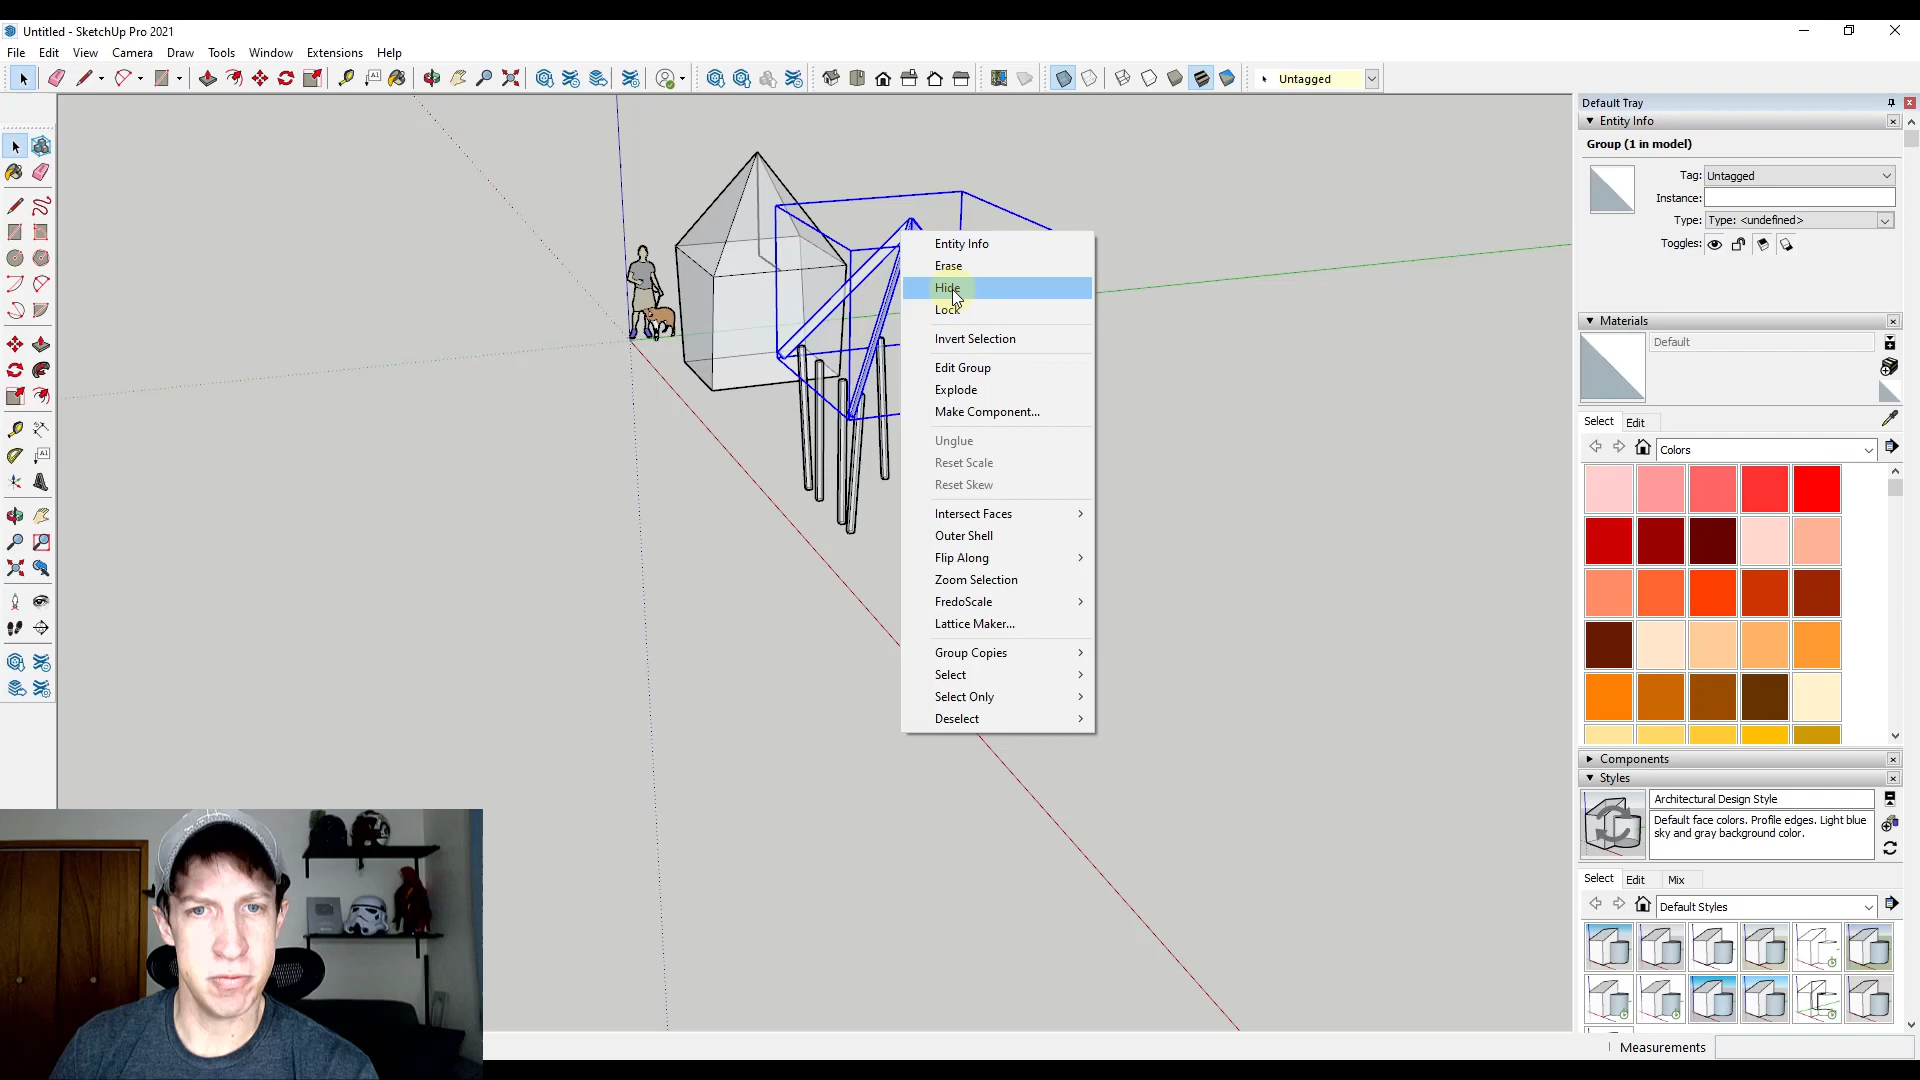 Untitled - SketchUp Pro 2021
File Edit View Camera Draw Tools Window Extensions Help
Untagged
Default Tray
Entity Info
Group (1 in model)
Tag: Untagged
Instance:
Type: Type: <undefined>
Toggles:
Entity Info
Erase
Hide
Lock
Invert Selection
Edit Group
Explode
Make Component...
Unglue
Reset Scale
Reset Skew
Intersect Faces
Outer Shell
Flip Along
Zoom Selection
FredoScale
Lattice Maker...
Group Copies
Select
Select Only
Deselect
Materials
Default
Select Edit
Colors
Components
Styles
Architectural Design Style
Default face colors. Profile edges. Light blue
sky and gray background color.
Select Edit Mix
Default Styles
Measurements